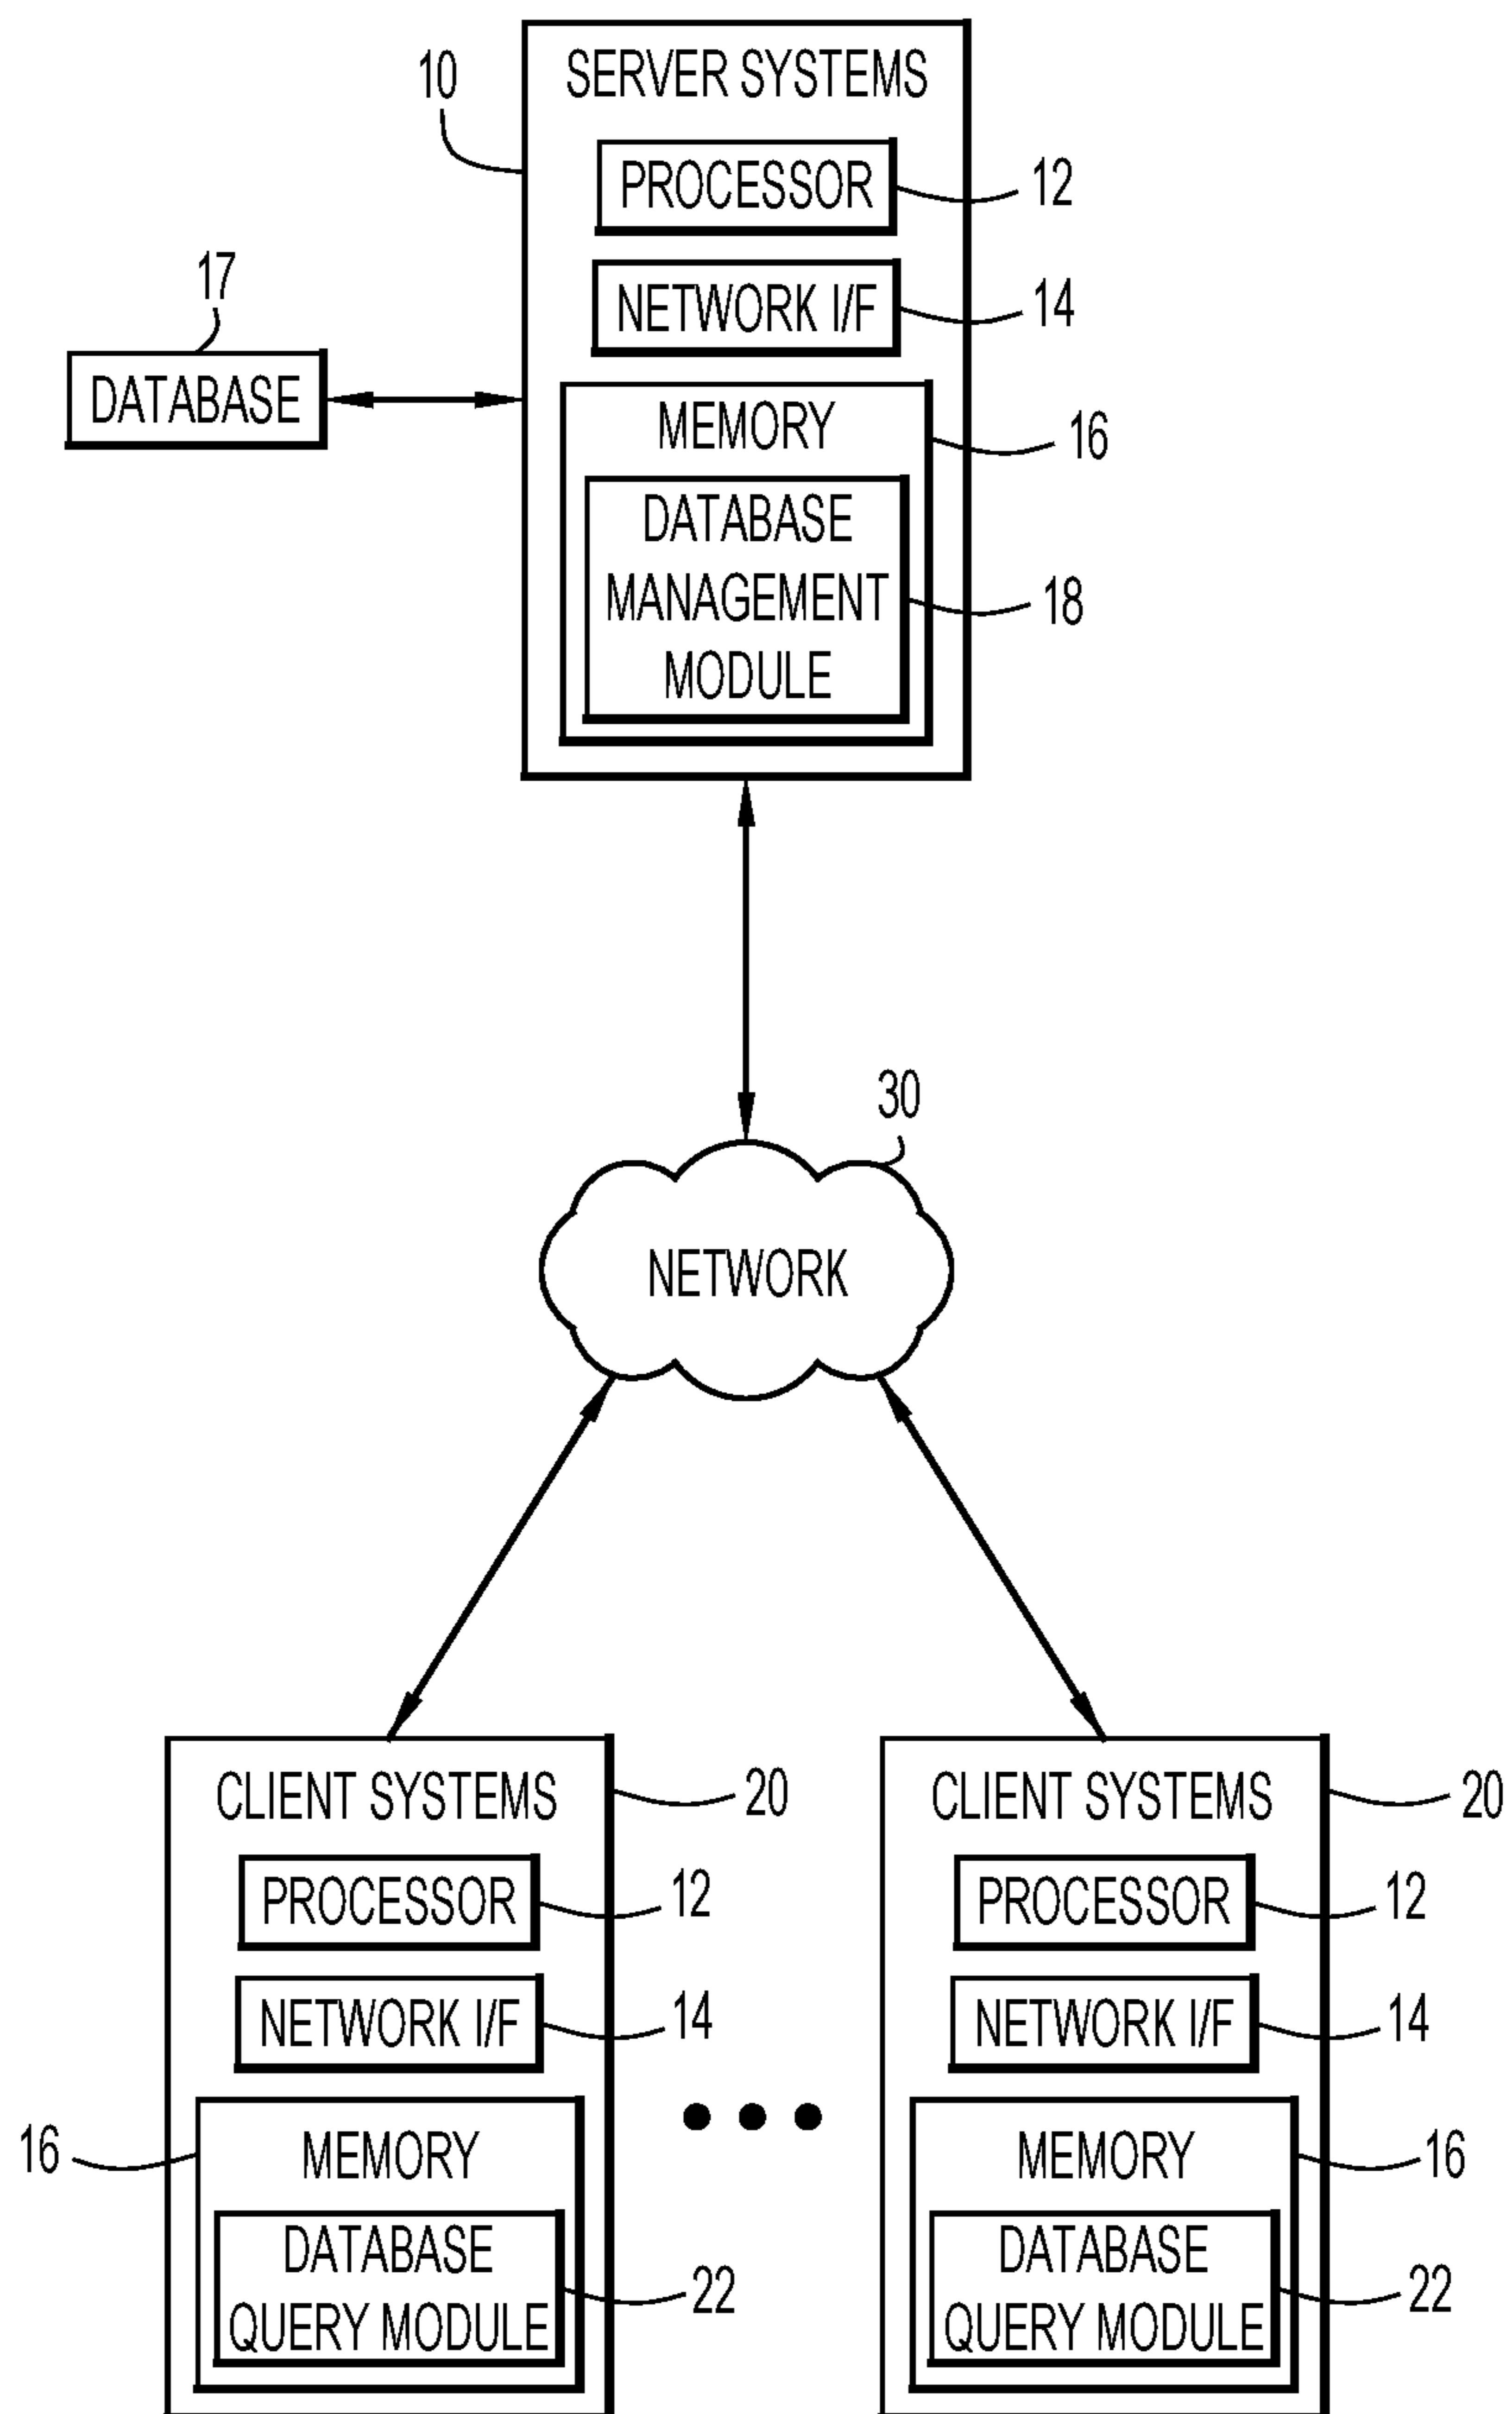 10
SERVER SYSTEMS
PROCESSOR
12
17
NETWORK I/F
14
DATABASE
MEMORY
16
DATABASE
MANAGEMENT
MODULE
18
30
NETWORK
CLIENT SYSTEMS
20
PROCESSOR
12
NETWORK I/F
14
16
MEMORY
DATABASE
QUERY MODULE
22
CLIENT SYSTEMS
20
PROCESSOR
12
NETWORK I/F
14
MEMORY
16
DATABASE
QUERY MODULE
22